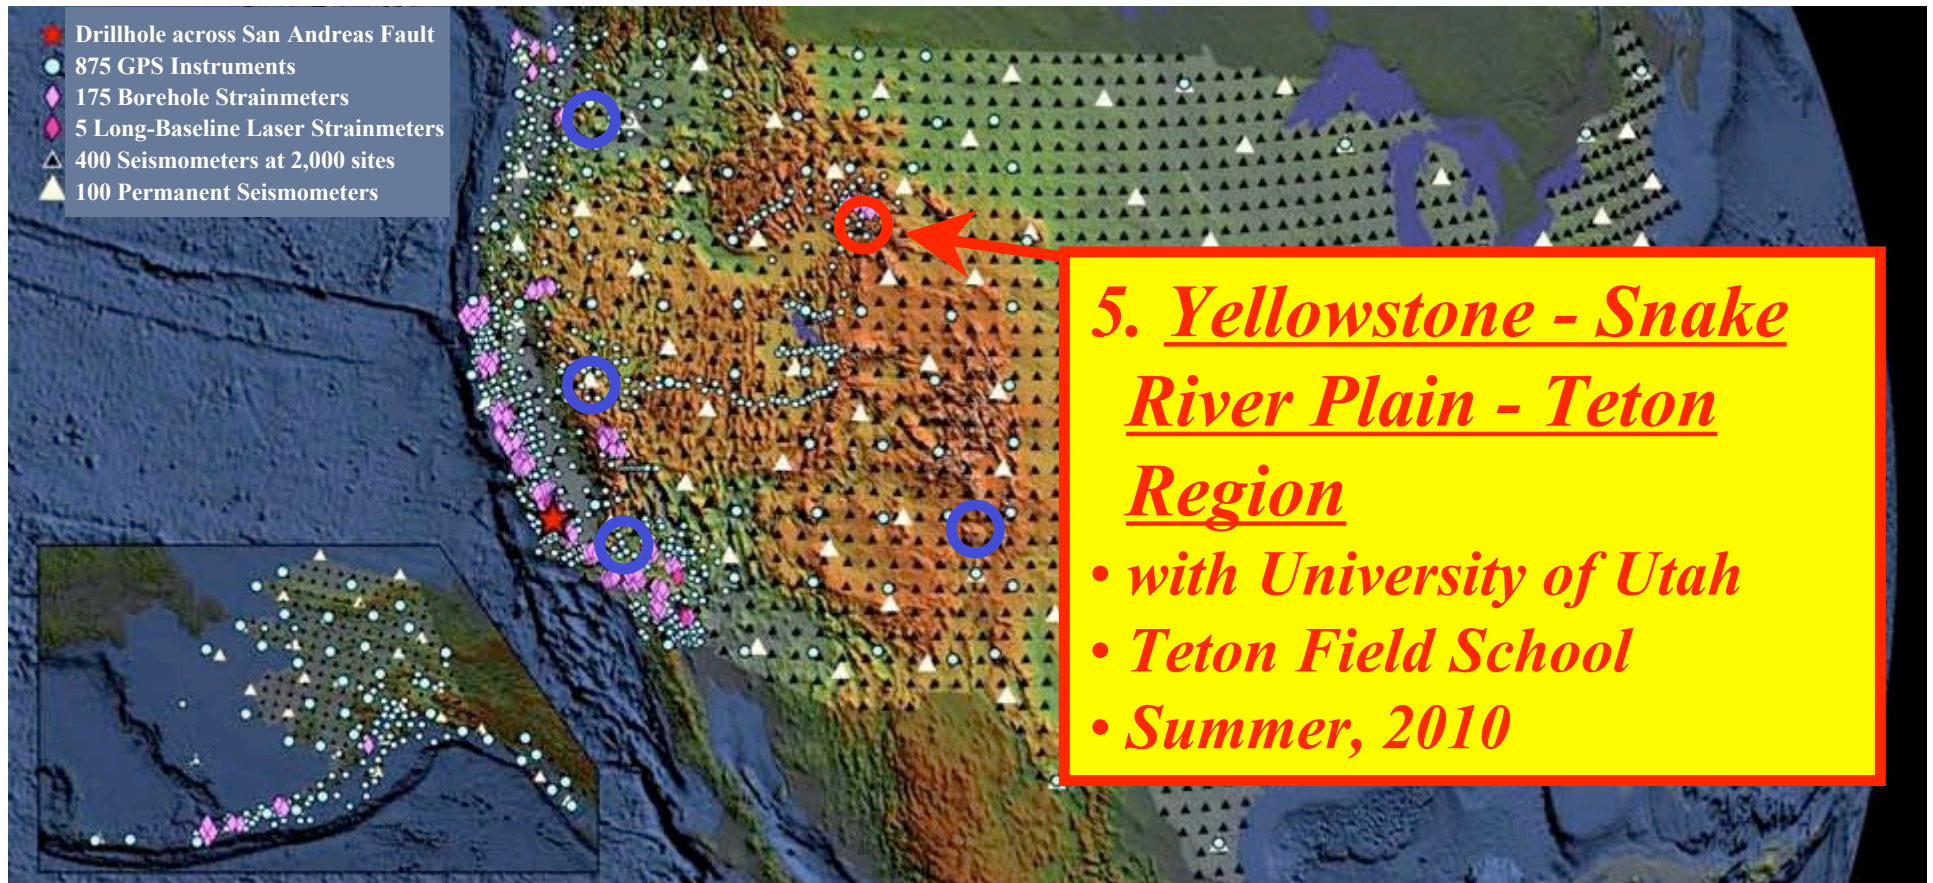 Drillhole across San Andreas Fault
875 GPS Instruments
175 Borehole Strainmeters
5 Long-Baseline Laser Strainmeters
400 Seismometers at 2,000 sites
100 Permanent Seismometers
5. Yellowstone - Snake
River Plain - Teton
Region
• with University of Utah
• Teton Field School
• Summer, 2010